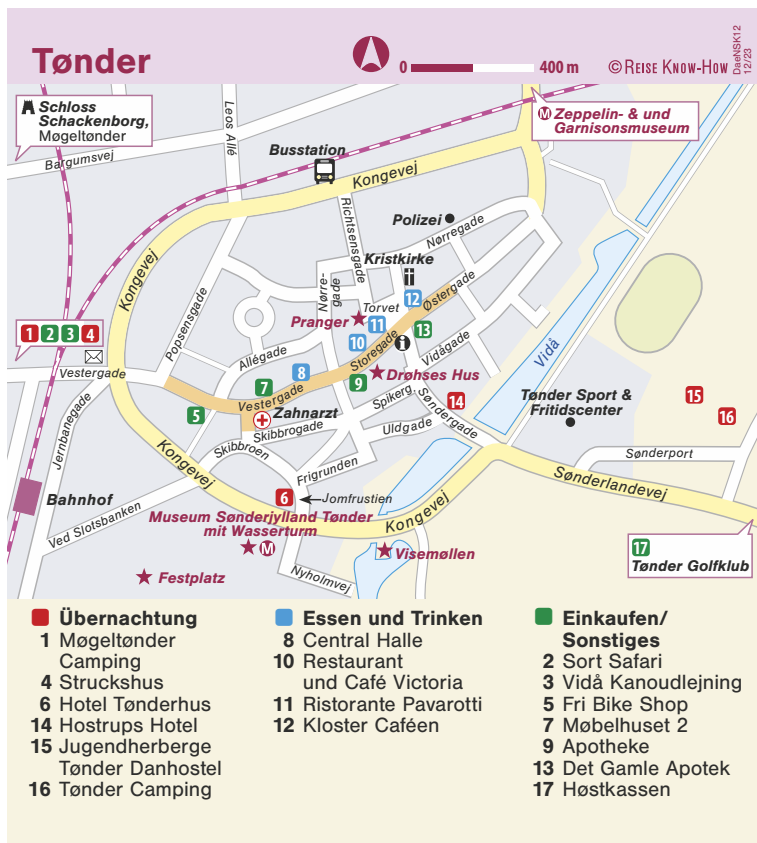 Tønder
0 400 m
© REISE KNOW-HOW
DaeNSK12
12/23
Schloss
Schackenborg,
Møgeltønder
Leos Allé
M Zeppelin- & und
Garnisonsmuseum
Bargumsvej
Busstation
Kongevej
Richtsensgade
Polizei
Nørregade
Kristkirke
Kongevej
Nørre-
gade
12
Østergade
Popsensgade
Torvet
Pranger
11
13
1 2 3 4
10
Storegade
Vidågade
Vidå
Allégade
Vestergade
8
Drøhses Hus
7
9
Vestergade
Spikerg.
Tønder Sport &
Fritidscenter
15
5
Zahnarzt
14
16
Søndergade
Skibbrogade
Uldgade
Jernbanegade
Skibbroen
Sønderport
Kongevej
Frigrunden
Sønderlandevej
Bahnhof
6
Jomfrustien
Ved Slotsbanken
Museum Sønderjylland Tønder
mit Wasserturm
M
Kongevej
Visemøllen
17
Tønder Golfklub
Festplatz
Nyholmvej
Übernachtung
1 Møgeltønder
Camping
4 Struckshus
6 Hotel Tønderhus
14 Hostrups Hotel
15 Jugendherberge
Tønder Danhostel
16 Tønder Camping
Essen und Trinken
8 Central Halle
10 Restaurant
und Café Victoria
11 Ristorante Pavarotti
12 Kloster Caféen
Einkaufen/
Sonstiges
2 Sort Safari
3 Vidå Kanoudlejning
5 Fri Bike Shop
7 Møbelhuset 2
9 Apotheke
13 Det Gamle Apotek
17 Høstkassen